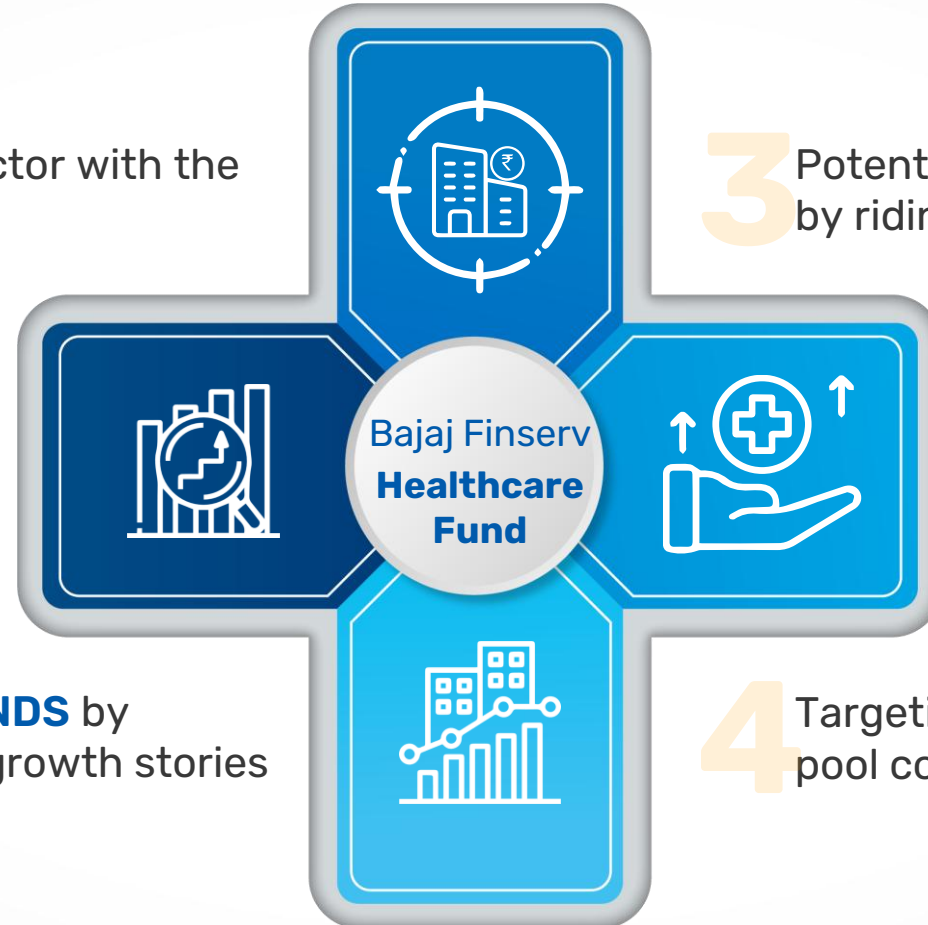 ctor with the
3
Potent
by ridin
₹
Bajaj Finserv
Healthcare
Fund
NDS by
growth stories
4
Targeti
pool co